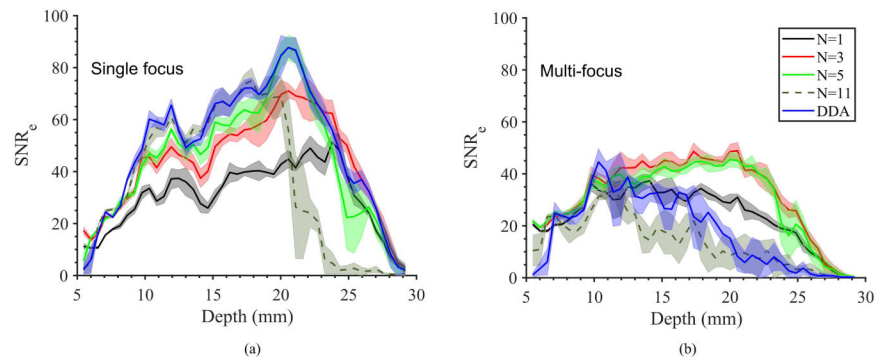 100
80
60
40
20
0
SNRe
Single focus
5
10
15
20
25
30
Depth (mm)
(a)
100
80
60
40
20
0
SNRe
Multi-focus
N=1
N=3
N=5
N=11
DDA
5
10
15
20
25
30
Depth (mm)
(b)